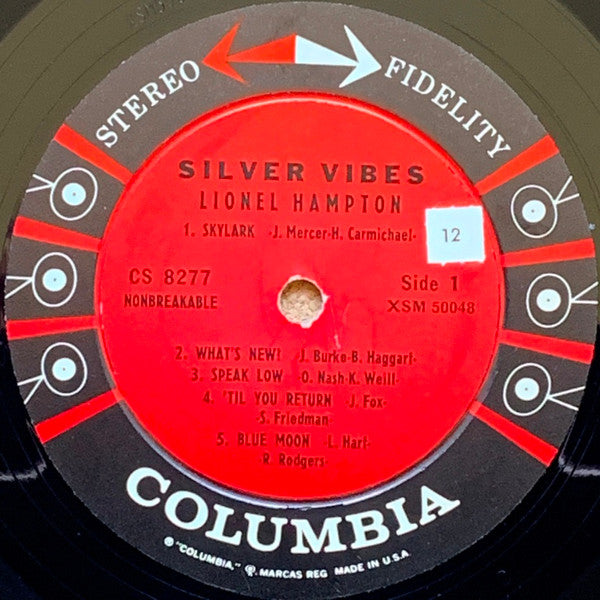 STEREO FIDELITY
SILVER VIBES
LIONEL HAMPTON
1. SKYLARK -J. Mercer-H. Carmichael-
12
CS 8277
NONBREAKABLE
Side 1
XSM 50048
2. WHAT'S NEW? J. Burke-B. Haggart-
3. SPEAK LOW -O. Nash-K. Weill-
4. 'TIL YOU RETURN -J. Fox-
S. Friedman-
5. BLUE MOON -L. Hart-
R. Rodgers-
COLUMBIA
® "COLUMBIA," MARCAS REG MADE IN U.S.A.